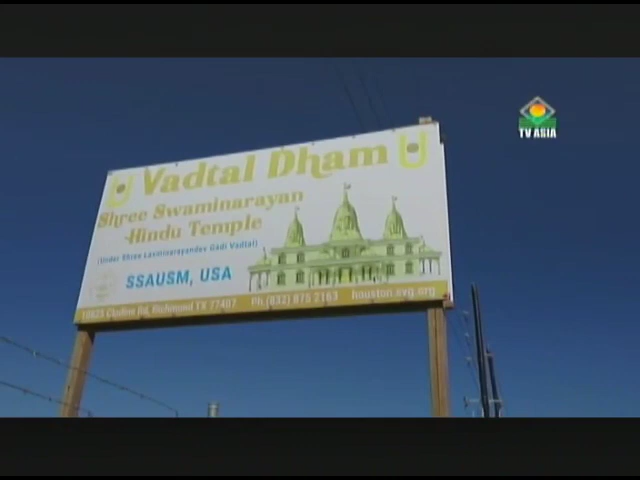 TV ASIA
Vadtal Dham
Shree Swaminarayan
Hindu Temple
(Under Shree Laxminarayandev Gadi Vadtal)
SSAUSM, USA
Richmond TX 77407 Ph (832) 875 2163 houston.svg.org